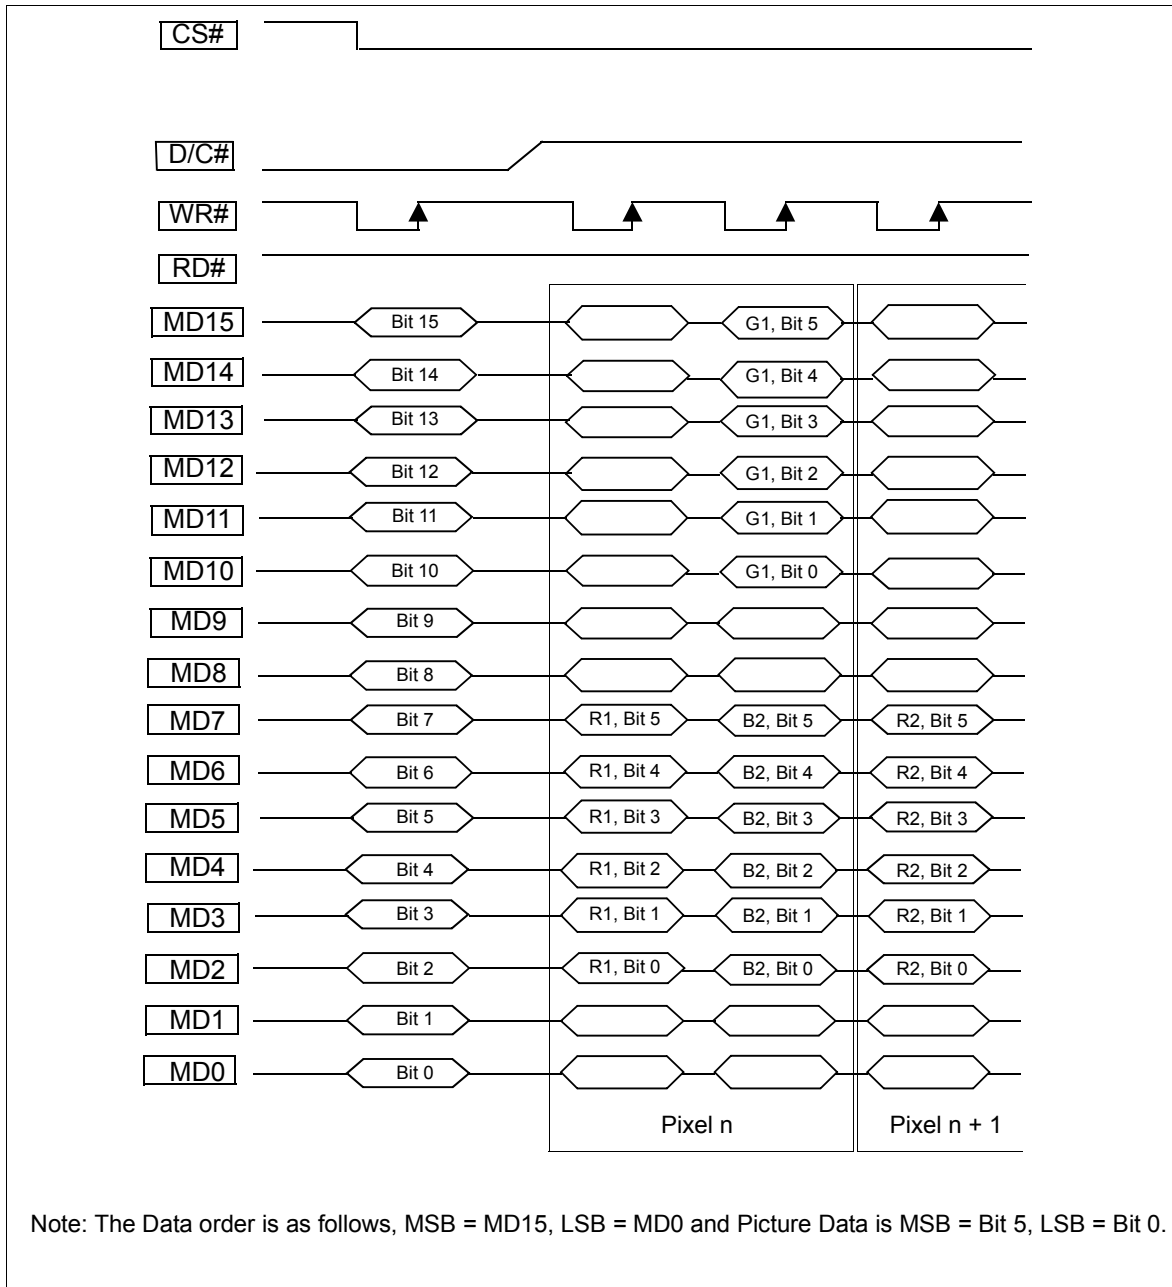 CS#
D/C#
WR#
RD#
MD15 Bit 15 G1, Bit 5
MD14 Bit 14 G1, Bit 4
MD13 Bit 13 G1, Bit 3
MD12 Bit 12 G1, Bit 2
MD11 Bit 11 G1, Bit 1
MD10 Bit 10 G1, Bit 0
MD9 Bit 9
MD8 Bit 8
MD7 Bit 7 R1, Bit 5 B2, Bit 5 R2, Bit 5
MD6 Bit 6 R1, Bit 4 B2, Bit 4 R2, Bit 4
MD5 Bit 5 R1, Bit 3 B2, Bit 3 R2, Bit 3
MD4 Bit 4 R1, Bit 2 B2, Bit 2 R2, Bit 2
MD3 Bit 3 R1, Bit 1 B2, Bit 1 R2, Bit 1
MD2 Bit 2 R1, Bit 0 B2, Bit 0 R2, Bit 0
MD1 Bit 1
MD0 Bit 0
Pixel n Pixel n + 1
Note: The Data order is as follows, MSB = MD15, LSB = MD0 and Picture Data is MSB = Bit 5, LSB = Bit 0.